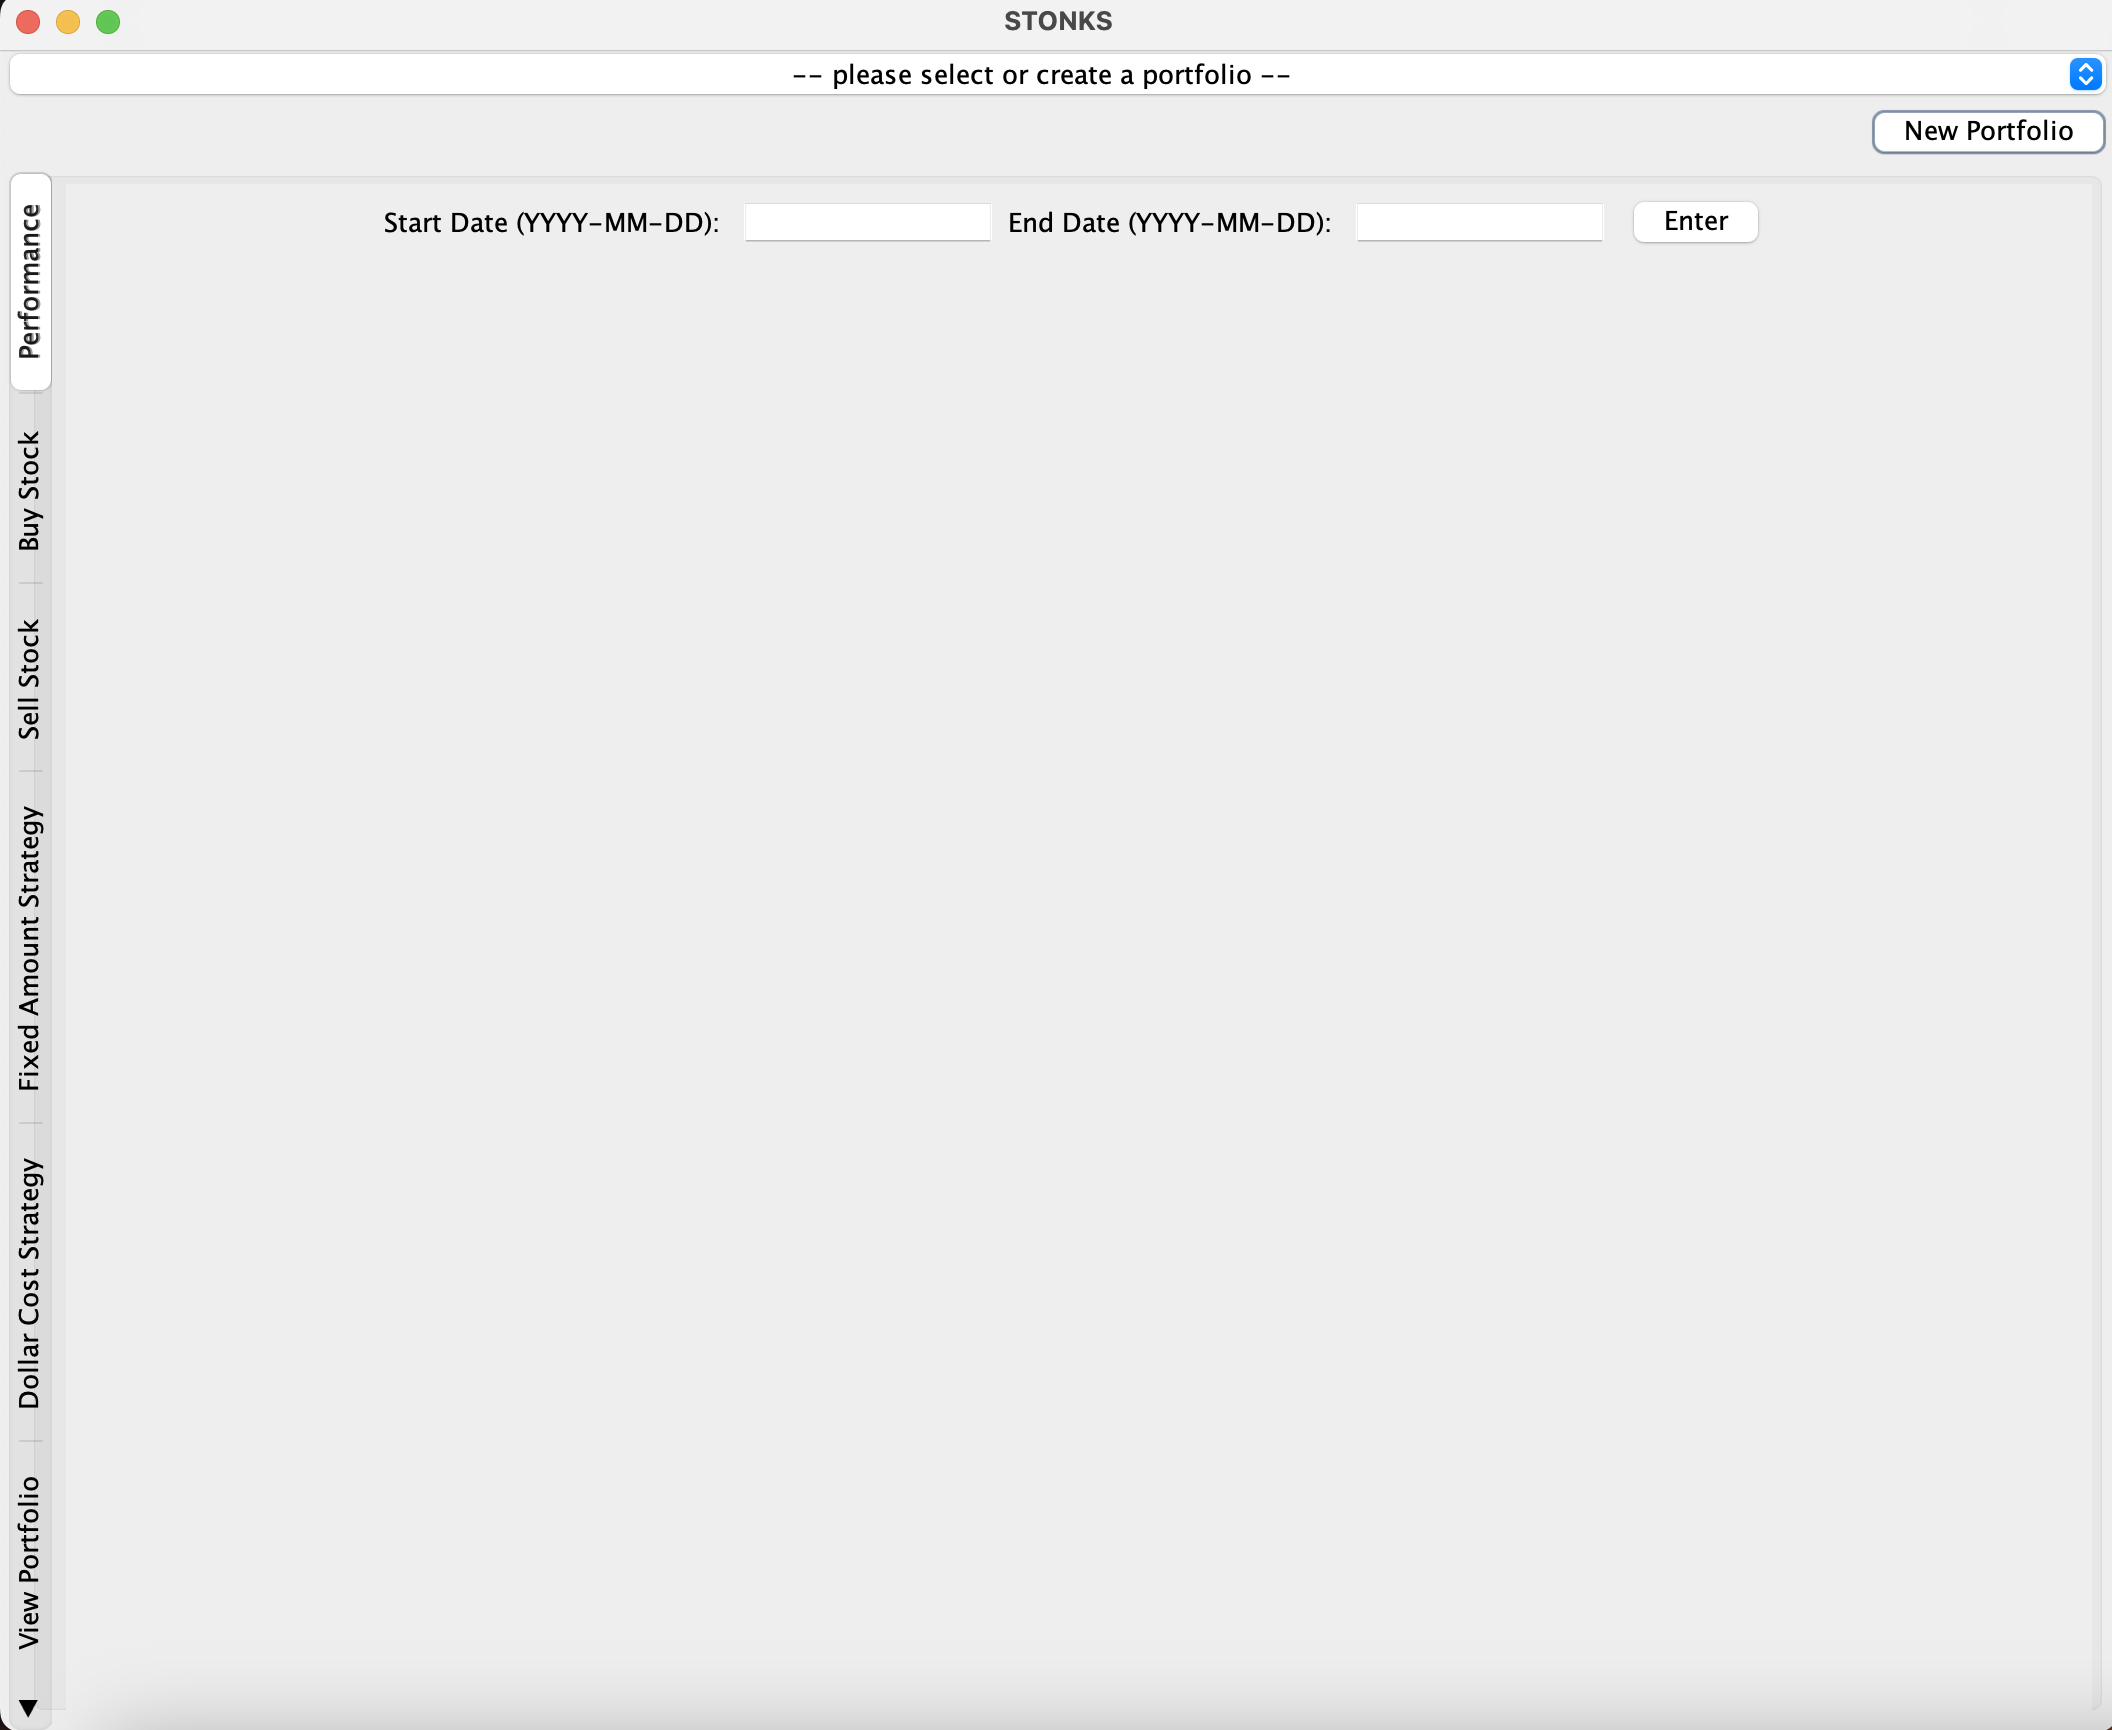 STONKS
-- please select or create a portfolio --
New Portfolio
Start Date (YYYY-MM-DD): End Date (YYYY-MM-DD): Enter
Performance
Buy Stock
Sell Stock
Fixed Amount Strategy
Dollar Cost Strategy
View Portfolio